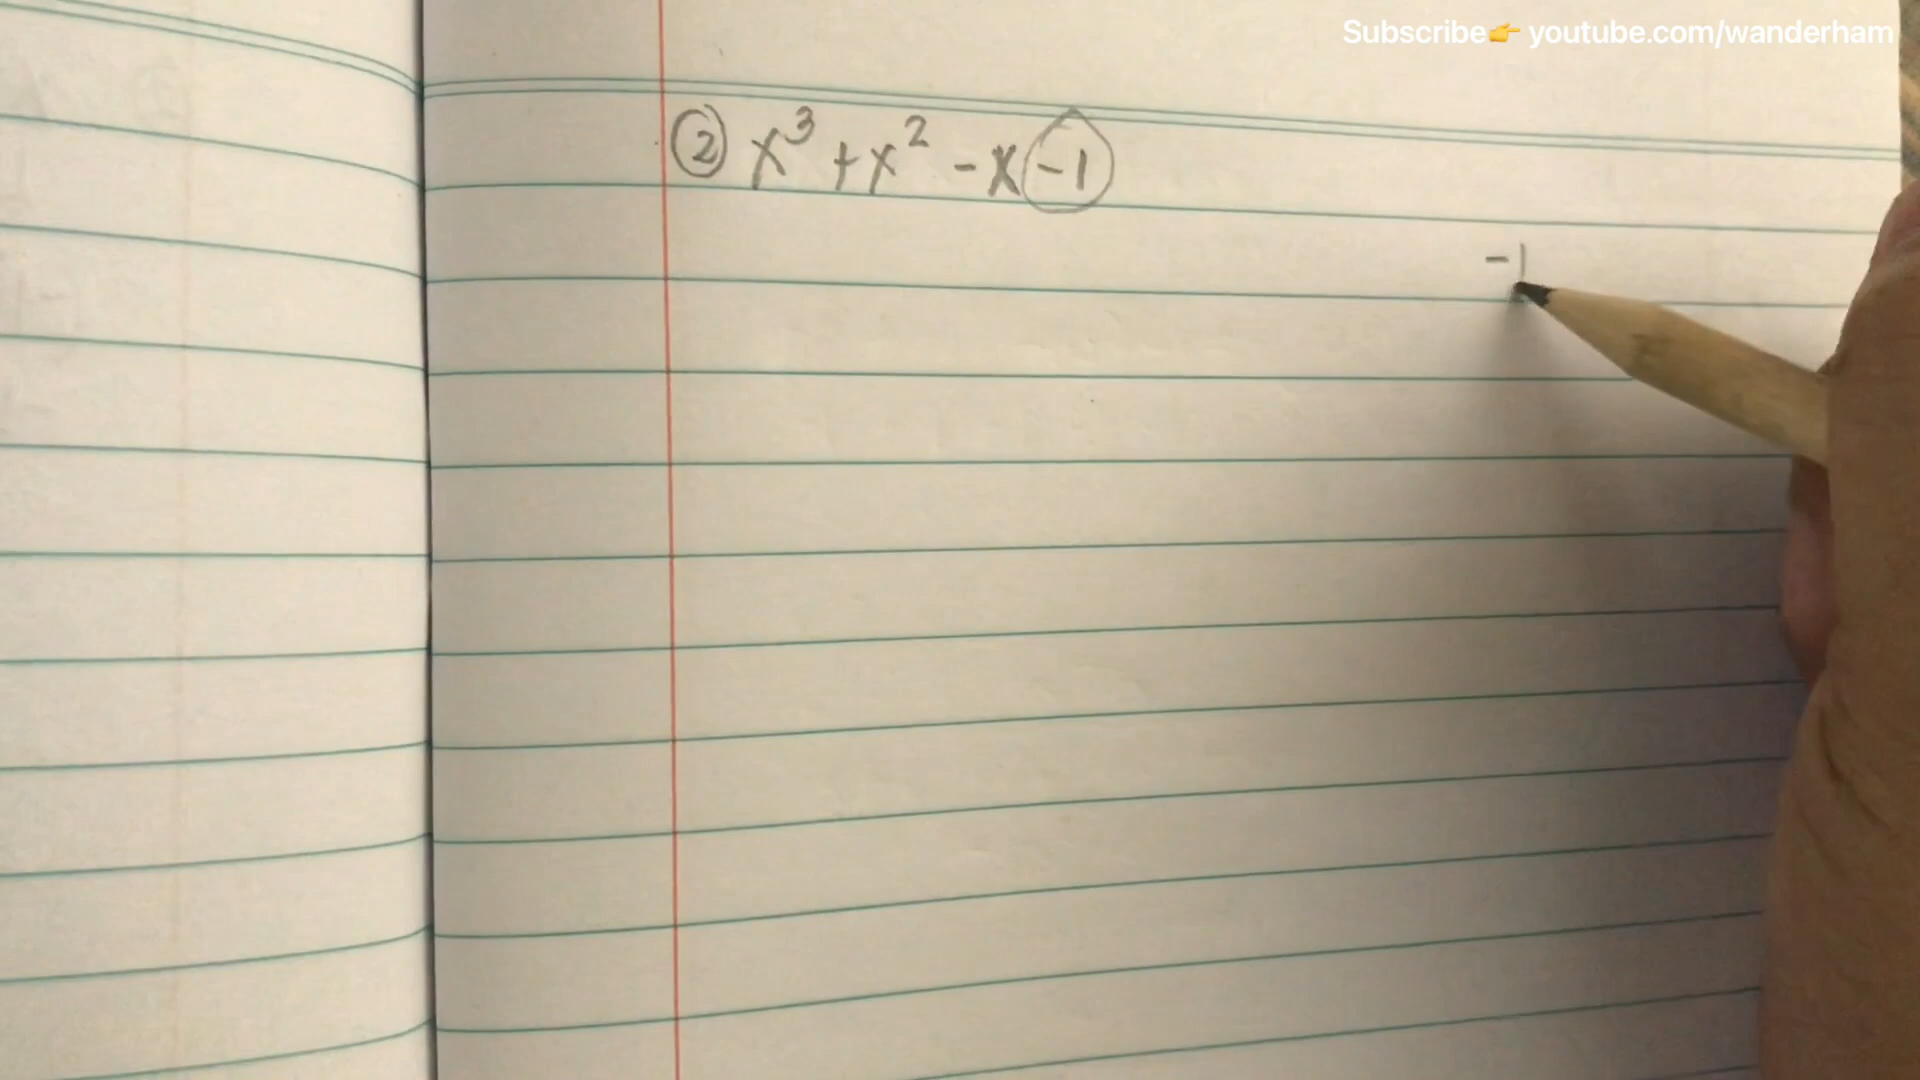 Subscribe👉 youtube.com/wanderham
② x³ + x² - x - 1
-1